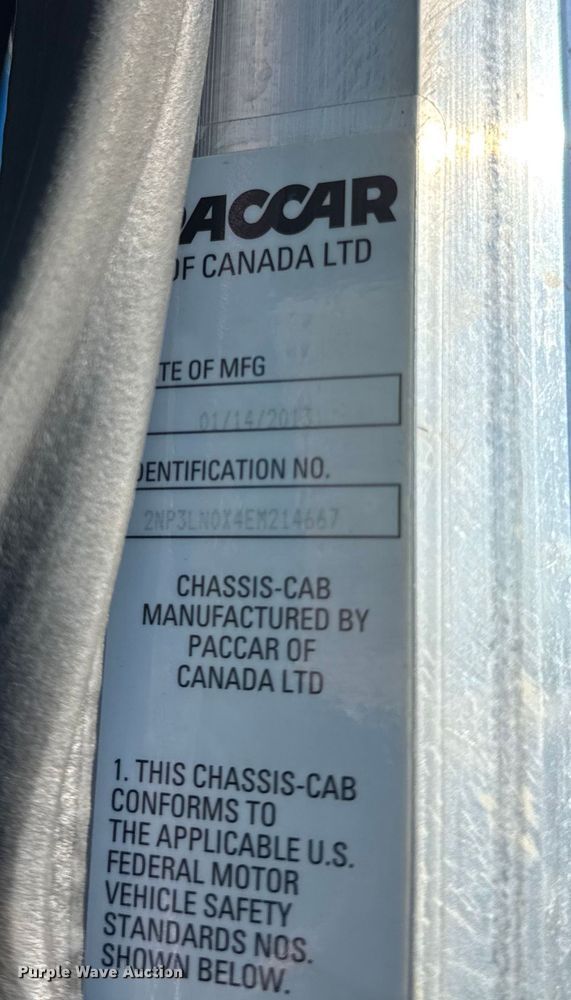 PACCAR
OF CANADA LTD
TE OF MFG
01/14/2013
DENTIFICATION NO.
2NP3LN0X4EM214667
CHASSIS-CAB
MANUFACTURED BY
PACCAR OF
CANADA LTD
1. THIS CHASSIS-CAB
CONFORMS TO
THE APPLICABLE U.S.
FEDERAL MOTOR
VEHICLE SAFETY
STANDARDS NOS.
SHOWN BELOW.
Purple Wave Auction